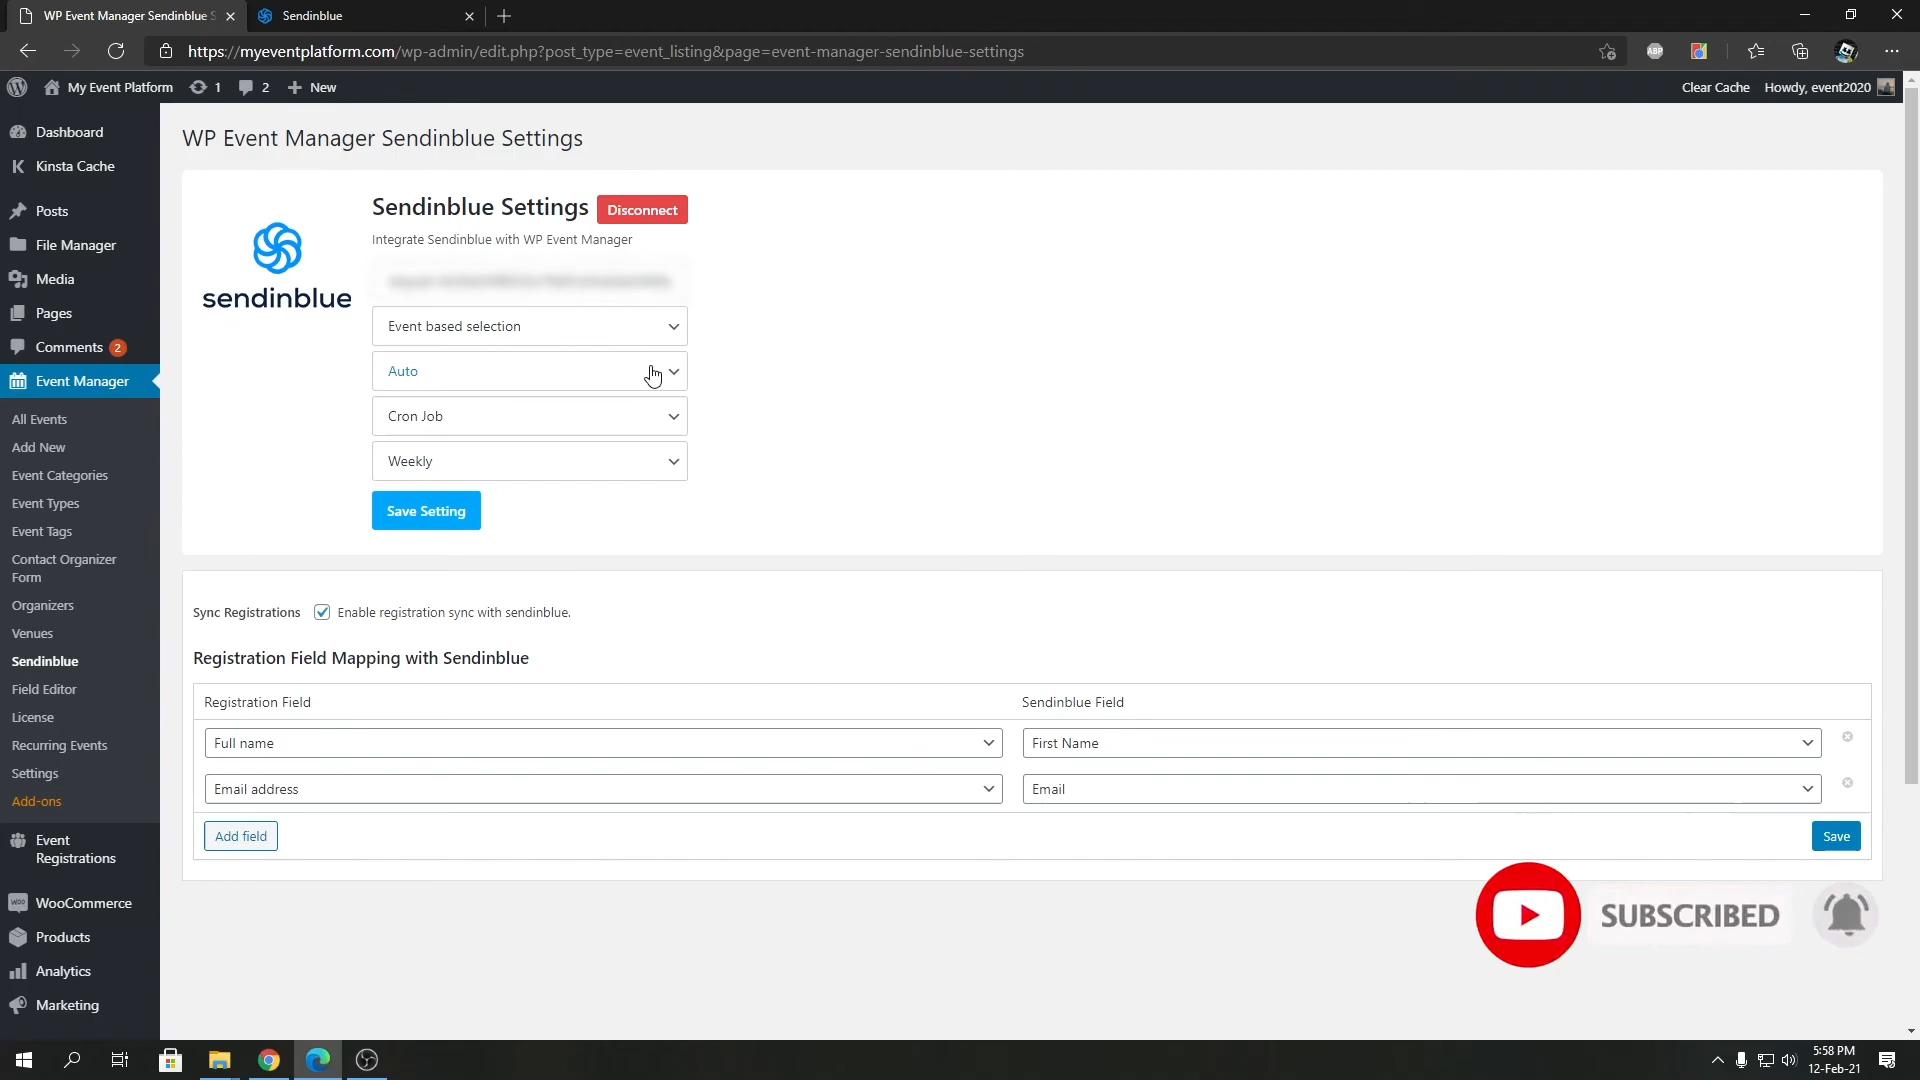 WP Event Manager Sendinblue S
Sendinblue
https://myeventplatform.com/wp-admin/edit.php?post_type=event_listing&page=event-manager-sendinblue-settings
ABP
My Event Platform
1
2
New
Clear Cache
Howdy, event2020
Dashboard
Kinsta Cache
Posts
File Manager
Media
Pages
Comments 2
Event Manager
All Events
Add New
Event Categories
Event Types
Event Tags
Contact Organizer
Form
Organizers
Venues
Sendinblue
Field Editor
License
Recurring Events
Settings
Add-ons
Event
Registrations
WooCommerce
Products
Analytics
Marketing
WP Event Manager Sendinblue Settings
sendinblue
Sendinblue Settings
Disconnect
Integrate Sendinblue with WP Event Manager
Event based selection
Auto
Cron Job
Weekly
Save Setting
Sync Registrations
Enable registration sync with sendinblue.
Registration Field Mapping with Sendinblue
Registration Field
Sendinblue Field
Full name
First Name
Email address
Email
Add field
Save
SUBSCRIBED
5:58 PM
12-Feb-21